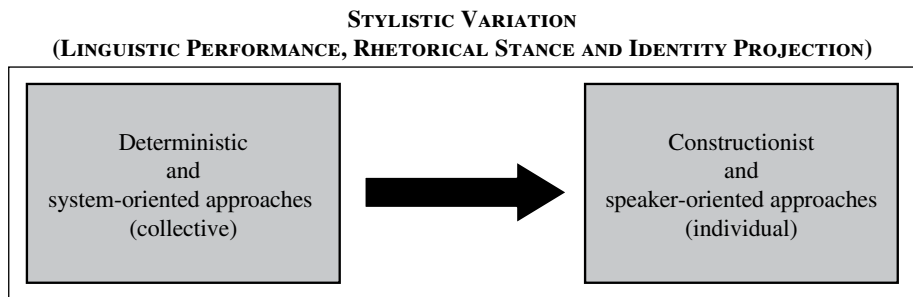 Stylistic Variation
(Linguistic Performance, Rhetorical Stance and Identity Projection)
Deterministic
and
system-oriented approaches
(collective)
Constructionist
and
speaker-oriented approaches
(individual)